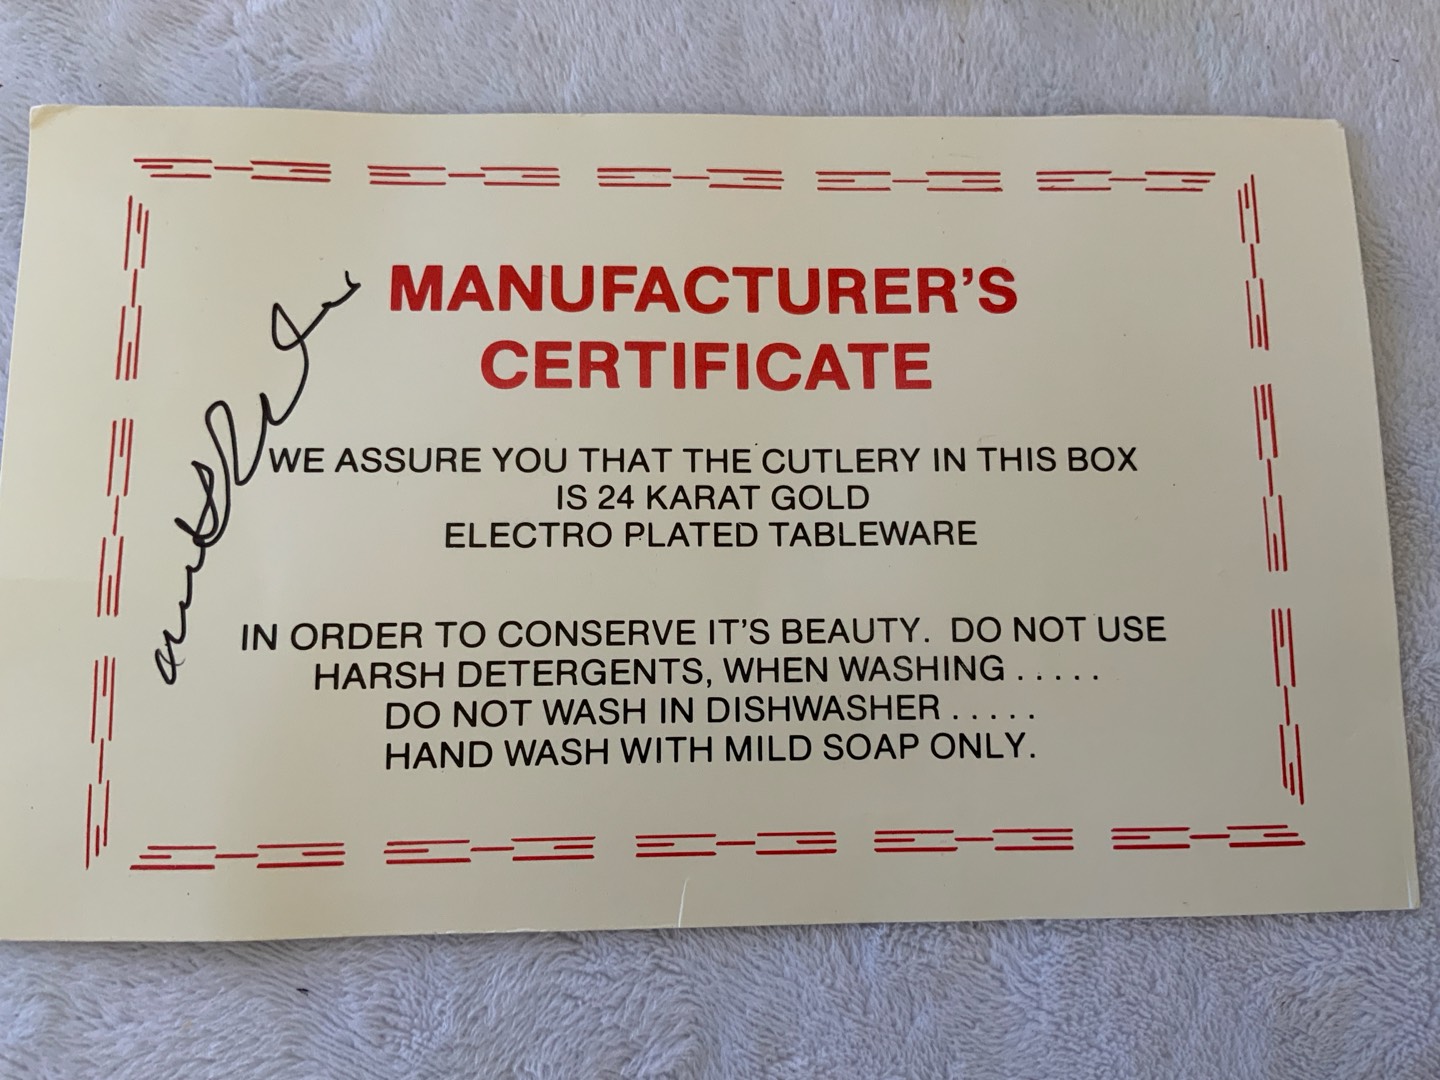 MANUFACTURER'S
CERTIFICATE
WE ASSURE YOU THAT THE CUTLERY IN THIS BOX
IS 24 KARAT GOLD
ELECTRO PLATED TABLEWARE
IN ORDER TO CONSERVE IT'S BEAUTY. DO NOT USE
HARSH DETERGENTS, WHEN WASHING . . . . .
DO NOT WASH IN DISHWASHER . . . . .
HAND WASH WITH MILD SOAP ONLY.